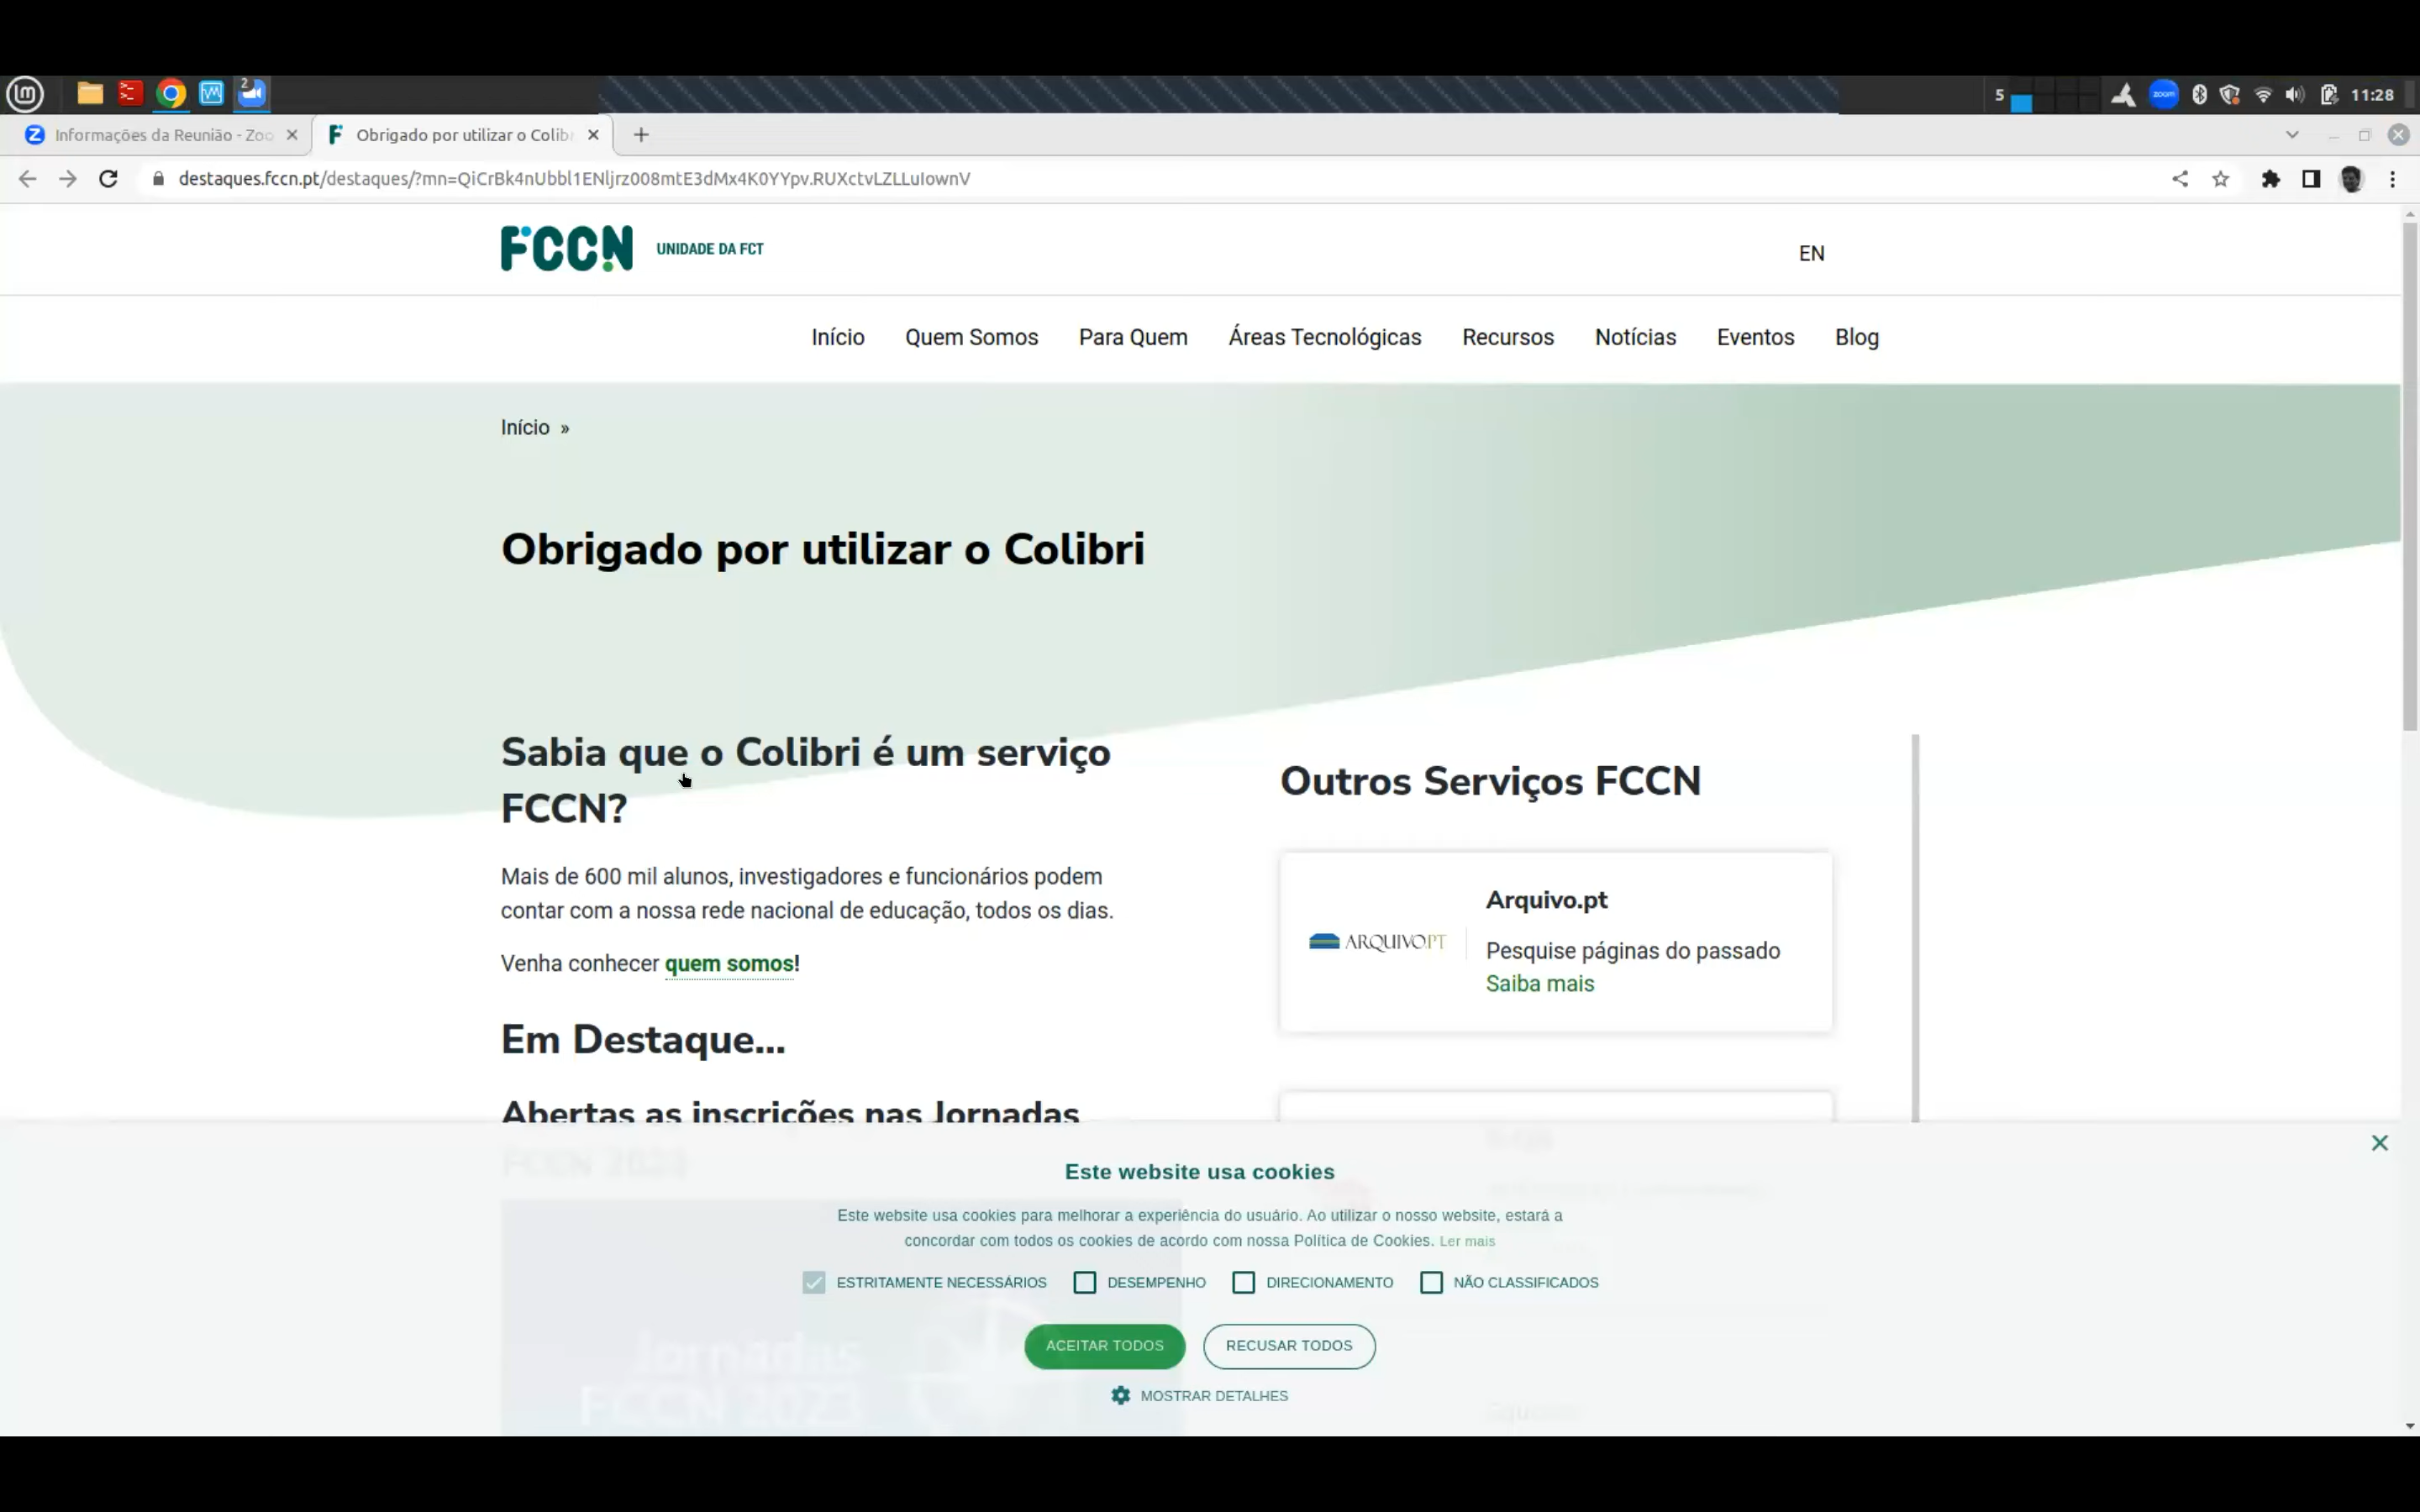 2
5
zoom
11:28
Informações da Reunião - Zoo
Obrigado por utilizar o Colib
destaques.fccn.pt/destaques/?mn=QiCrBk4nUbbl1ENljrz008mtE3dMx4K0YYpv.RUXctvLZLLuIownV
FCCN UNIDADE DA FCT
EN
Início Quem Somos Para Quem Áreas Tecnológicas Recursos Notícias Eventos Blog
Início »
Obrigado por utilizar o Colibri
Sabia que o Colibri é um serviço
FCCN?
Mais de 600 mil alunos, investigadores e funcionários podem
contar com a nossa rede nacional de educação, todos os dias.
Venha conhecer quem somos!
Em Destaque...
Abertas as inscrições nas Jornadas
FCCN 2023
Jornadas
FCCN 2023
Outros Serviços FCCN
ARQUIVO.PT
Arquivo.pt
Pesquise páginas do passado
Saiba mais
Este website usa cookies
Este website usa cookies para melhorar a experiência do usuário. Ao utilizar o nosso website, estará a
concordar com todos os cookies de acordo com nossa Política de Cookies. Ler mais
ESTRITAMENTE NECESSÁRIOS DESEMPENHO DIRECIONAMENTO NÃO CLASSIFICADOS
ACEITAR TODOS RECUSAR TODOS
MOSTRAR DETALHES